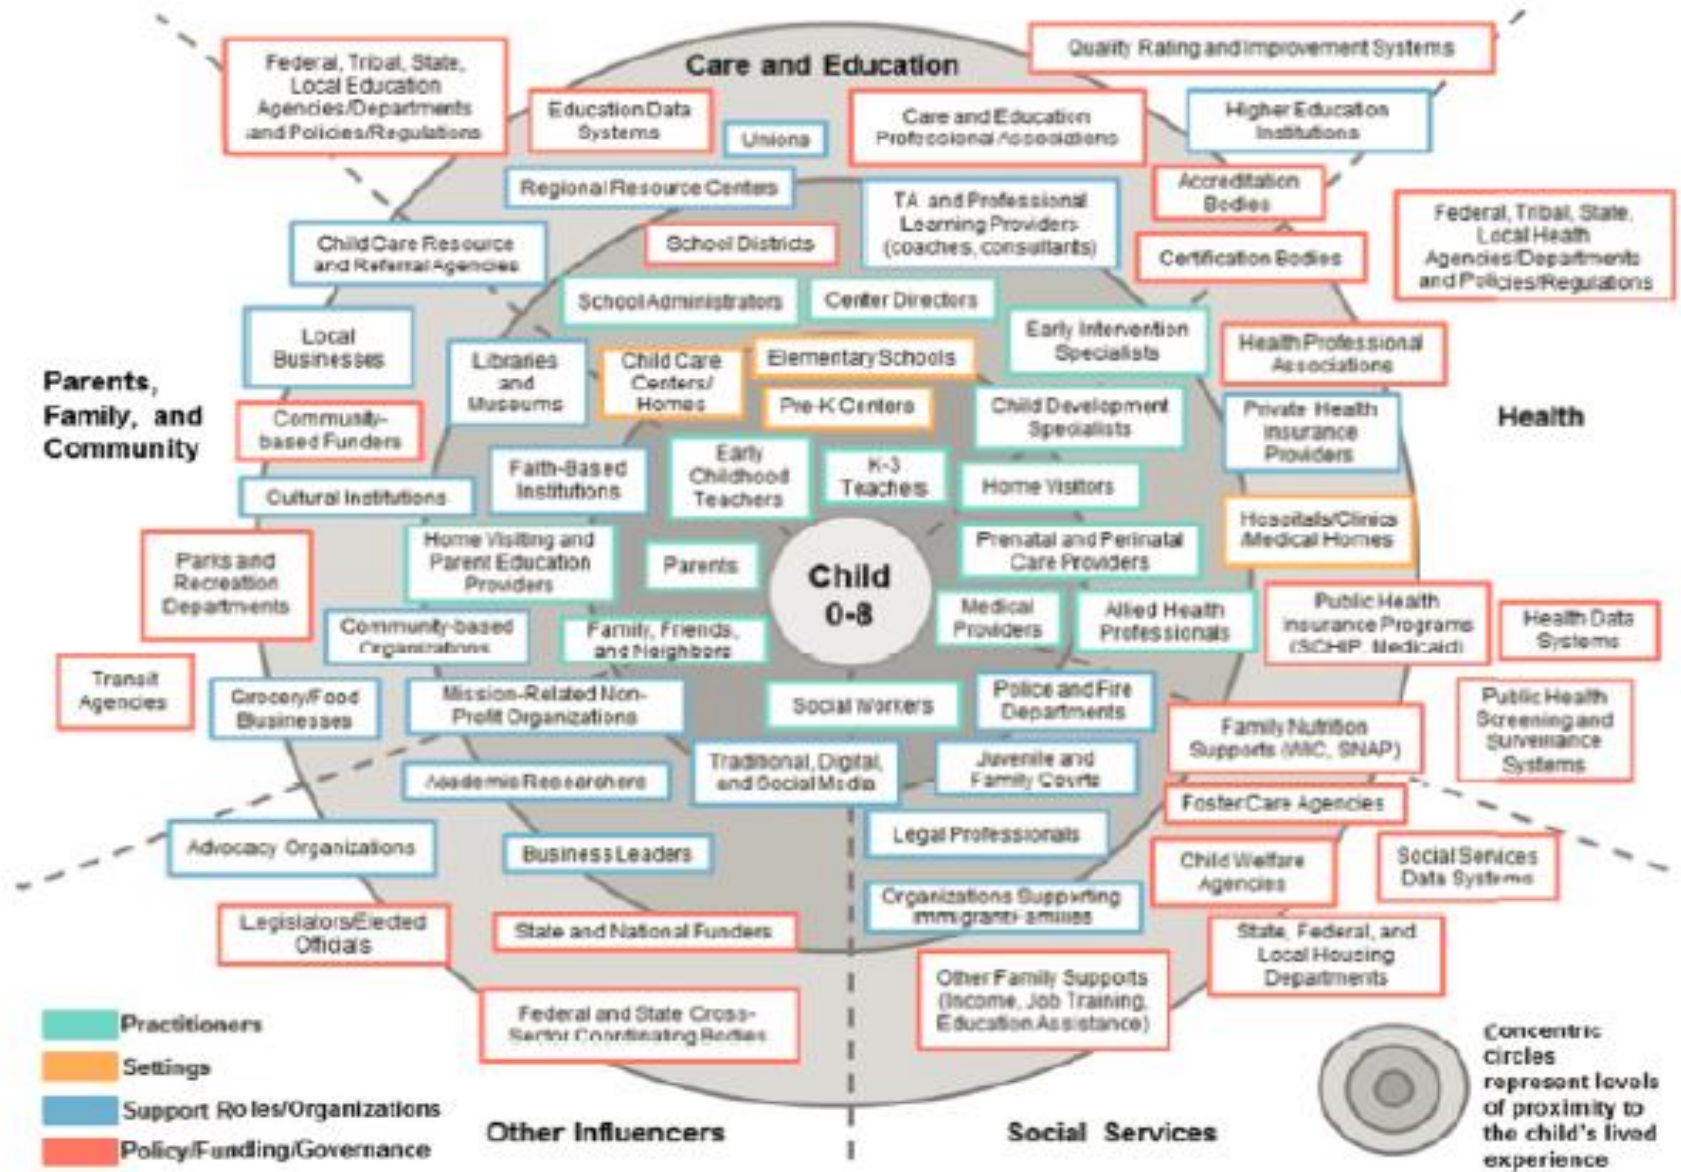 Care and Education
Quality Rating and Improvement Systems
Federal, Tribal, State,
Local Education
Agencies/Departments
and Policies/Regulations
Education Data
Systems
Unions
Care and Education
Professional Associations
Higher Education
Institutions
Regional Resource Centers
TA and Professional
Learning Providers
(coaches, consultants)
Accreditation
Bodies
Federal, Tribal, State,
Local Health
Agencies/Departments
and Policies/Regulations
Child Care Resource
and Referral Agencies
School Districts
Certification Bodies
School Administrators
Center Directors
Local
Businesses
Libraries
and
Museums
Child Care
Centers/
Homes
Elementary Schools
Early Intervention
Specialists
Health Professional
Associations
Parents,
Family, and
Community
Community-
based Funders
Pre-K Centers
Child Development
Specialists
Private Health
Insurance
Providers
Health
Cultural Institutions
Faith-Based
Institutions
Early
Childhood
Teachers
K-3
Teachers
Home Visitors
Hospitals/Clinics
/Medical Homes
Parks and
Recreation
Departments
Home Visiting and
Parent Education
Providers
Parents
Child
0-8
Prenatal and Perinatal
Care Providers
Community-based
Organizations
Family, Friends,
and Neighbors
Medical
Providers
Allied Health
Professionals
Public Health
Insurance Programs
(SCHIP, Medicaid)
Health Data
Systems
Transit
Agencies
Grocery/Food
Businesses
Mission-Related Non-
Profit Organizations
Social Workers
Police and Fire
Departments
Family Nutrition
Supports (WIC, SNAP)
Public Health
Screening and
Surveillance
Systems
Academic Researchers
Traditional, Digital,
and Social Media
Juvenile and
Family Courts
Foster Care Agencies
Advocacy Organizations
Business Leaders
Legal Professionals
Child Welfare
Agencies
Social Services
Data Systems
Organizations Supporting
Immigrant Families
Legislators/Elected
Officials
State and National Funders
State, Federal, and
Local Housing
Departments
Other Family Supports
(Income, Job Training,
Education Assistance)
Federal and State Cross-
Sector Coordinating Bodies
Practitioners
Settings
Support Roles/Organizations
Policy/Funding/Governance
Other Influencers
Social Services
Concentric
circles
represent levels
of proximity to
the child's lived
experience